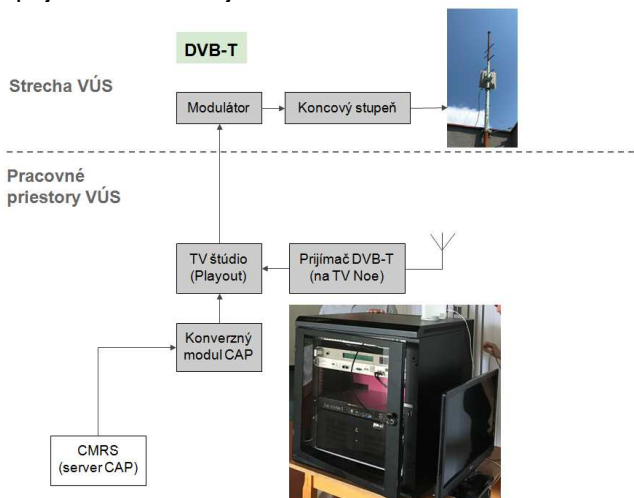 DVB-T
Strecha VÚS
Modulátor
Koncový stupeň
Pracovné
priestory VÚS
TV štúdio
(Playout)
Prijímač DVB-T
(na TV Noe)
Konverzný
modul CAP
CMRS
(server CAP)